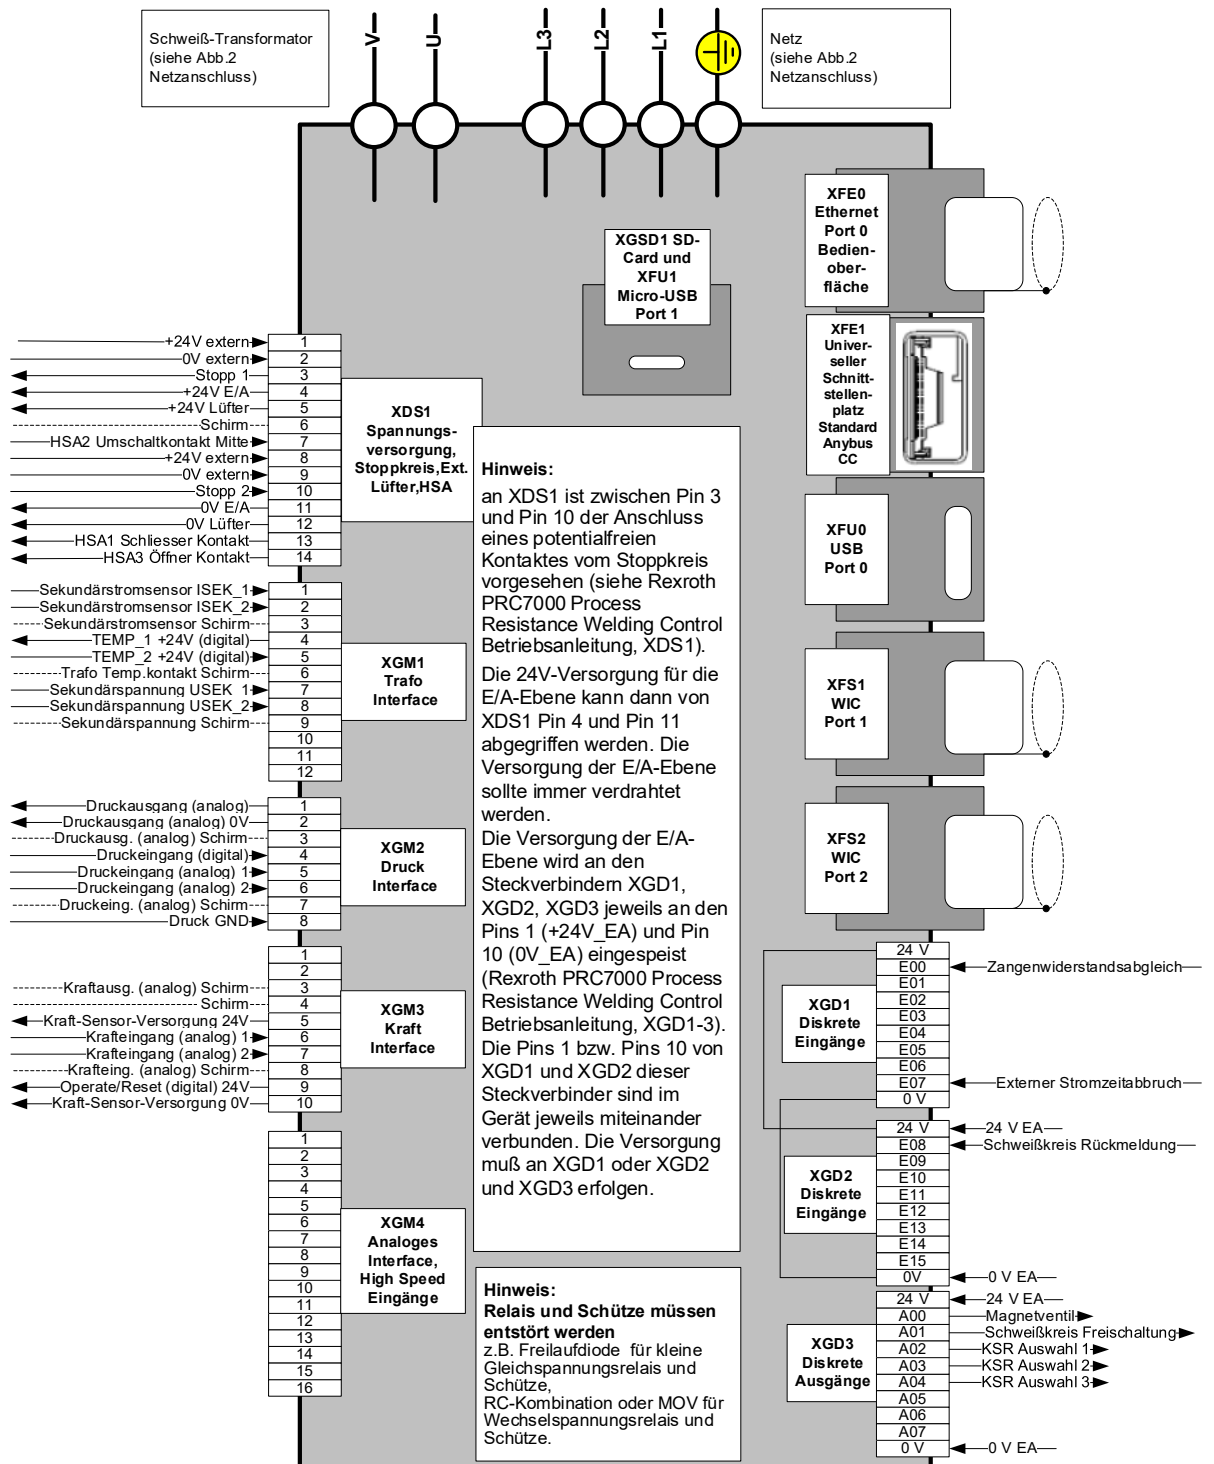 Schweiß-Transformator
(siehe Abb.2
Netzanschluss)
V
U
L3
L2
L1
Netz
(siehe Abb.2
Netzanschluss)
XGSD1 SD-
Card und
XFU1
Micro-USB
Port 1
XFE0
Ethernet
Port 0
Bedien-
ober-
fläche
XFE1
Univer-
seller
Schnitt-
stellen-
platz
Standard
Anybus
CC
XFU0
USB
Port 0
XFS1
WIC
Port 1
XFS2
WIC
Port 2
+24V extern 1
0V extern 2
Stopp 1 3
+24V E/A 4
+24V Lüfter 5
Schirm 6
HSA2 Umschaltkontakt Mitte 7
+24V extern 8
0V extern 9
Stopp 2 10
0V E/A 11
0V Lüfter 12
HSA1 Schliesser Kontakt 13
HSA3 Öffner Kontakt 14
XDS1
Spannungs-
versorgung,
Stoppkreis,Ext.
Lüfter,HSA
Sekundärstromsensor ISEK_1 1
Sekundärstromsensor ISEK_2 2
Sekundärstromsensor Schirm 3
TEMP_1 +24V (digital) 4
TEMP_2 +24V (digital) 5
Trafo Temp.kontakt Schirm 6
Sekundärspannung USEK_1 7
Sekundärspannung USEK_2 8
Sekundärspannung Schirm 9
10
11
12
XGM1
Trafo
Interface
Druckausgang (analog) 1
Druckausgang (analog) 0V 2
Druckausg. (analog) Schirm 3
Druckeingang (digital) 4
Druckeingang (analog) 1 5
Druckeingang (analog) 2 6
Druckeing. (analog) Schirm 7
Druck GND 8
XGM2
Druck
Interface
1
2
Kraftausg. (analog) Schirm 3
Schirm 4
Kraft-Sensor-Versorgung 24V 5
Krafteingang (analog) 1 6
Krafteingang (analog) 2 7
Krafteing. (analog) Schirm 8
Operate/Reset (digital) 24V 9
Kraft-Sensor-Versorgung 0V 10
XGM3
Kraft
Interface
1
2
3
4
5
6
7
8
9
10
11
12
13
14
15
16
XGM4
Analoges
Interface,
High Speed
Eingänge
Hinweis:
an XDS1 ist zwischen Pin 3
und Pin 10 der Anschluss
eines potentialfreien
Kontaktes vom Stoppkreis
vorgesehen (siehe Rexroth
PRC7000 Process
Resistance Welding Control
Betriebsanleitung, XDS1).
Die 24V-Versorgung für die
E/A-Ebene kann dann von
XDS1 Pin 4 und Pin 11
abgegriffen werden. Die
Versorgung der E/A-Ebene
sollte immer verdrahtet
werden.
Die Versorgung der E/A-
Ebene wird an den
Steckverbindern XGD1,
XGD2, XGD3 jeweils an den
Pins 1 (+24V_EA) und Pin
10 (0V_EA) eingespeist
(Rexroth PRC7000 Process
Resistance Welding Control
Betriebsanleitung, XGD1-3).
Die Pins 1 bzw. Pins 10 von
XGD1 und XGD2 dieser
Steckverbinder sind im
Gerät jeweils miteinander
verbunden. Die Versorgung
muß an XGD1 oder XGD2
und XGD3 erfolgen.
Hinweis:
Relais und Schütze müssen
entstört werden
z.B. Freilaufdiode für kleine
Gleichspannungsrelais und
Schütze,
RC-Kombination oder MOV für
Wechselspannungsrelais und
Schütze.
XGD1
Diskrete
Eingänge
24 V
E00 Zangenwiderstandsabgleich
E01
E02
E03
E04
E05
E06
E07 Externer Stromzeitabbruch
0 V
XGD2
Diskrete
Eingänge
24 V 24 V EA
E08 Schweißkreis Rückmeldung
E09
E10
E11
E12
E13
E14
E15
0V 0 V EA
XGD3
Diskrete
Ausgänge
24 V 24 V EA
A00 Magnetventil
A01 Schweißkreis Freischaltung
A02 KSR Auswahl 1
A03 KSR Auswahl 2
A04 KSR Auswahl 3
A05
A06
A07
0 V 0 V EA